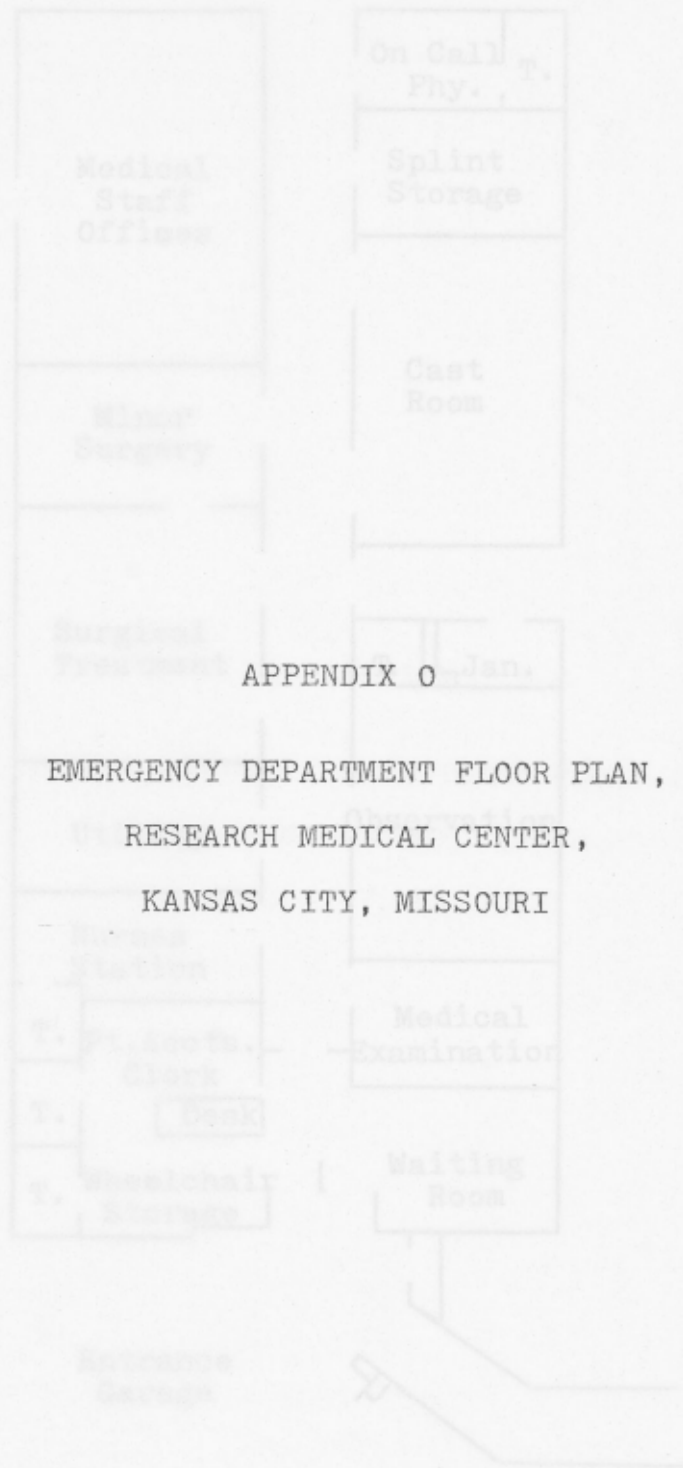 On Call
Phy.
T.
Splint
Storage
Medical
Staff
Offices
Cast
Room
Minor
Surgery
Surgical
Treatment
Jan.
APPENDIX O
EMERGENCY DEPARTMENT FLOOR PLAN,
Observation
RESEARCH MEDICAL CENTER,
KANSAS CITY, MISSOURI
Nurses
Station
Medical
Examination
T.
Clerk
T.
Desk
Waiting
Room
T.
Wheelchair
Storage
Entrance
Garage